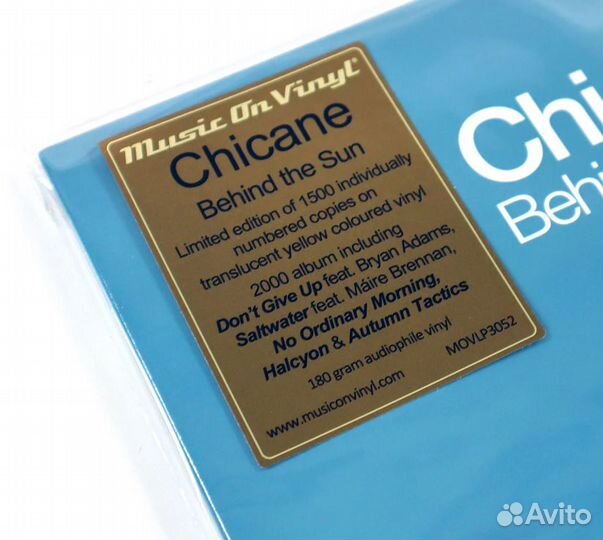 Music On Vinyl®
Chicane
Behind the Sun
Limited edition of 1500 individually
numbered copies on
translucent yellow coloured vinyl
2000 album including
Don't Give Up feat. Bryan Adams,
Saltwater feat. Máire Brennan,
No Ordinary Morning,
Halcyon & Autumn Tactics
180 gram audiophile vinyl
www.musiconvinyl.com MOVLP3052
Chi
Behi
Avito